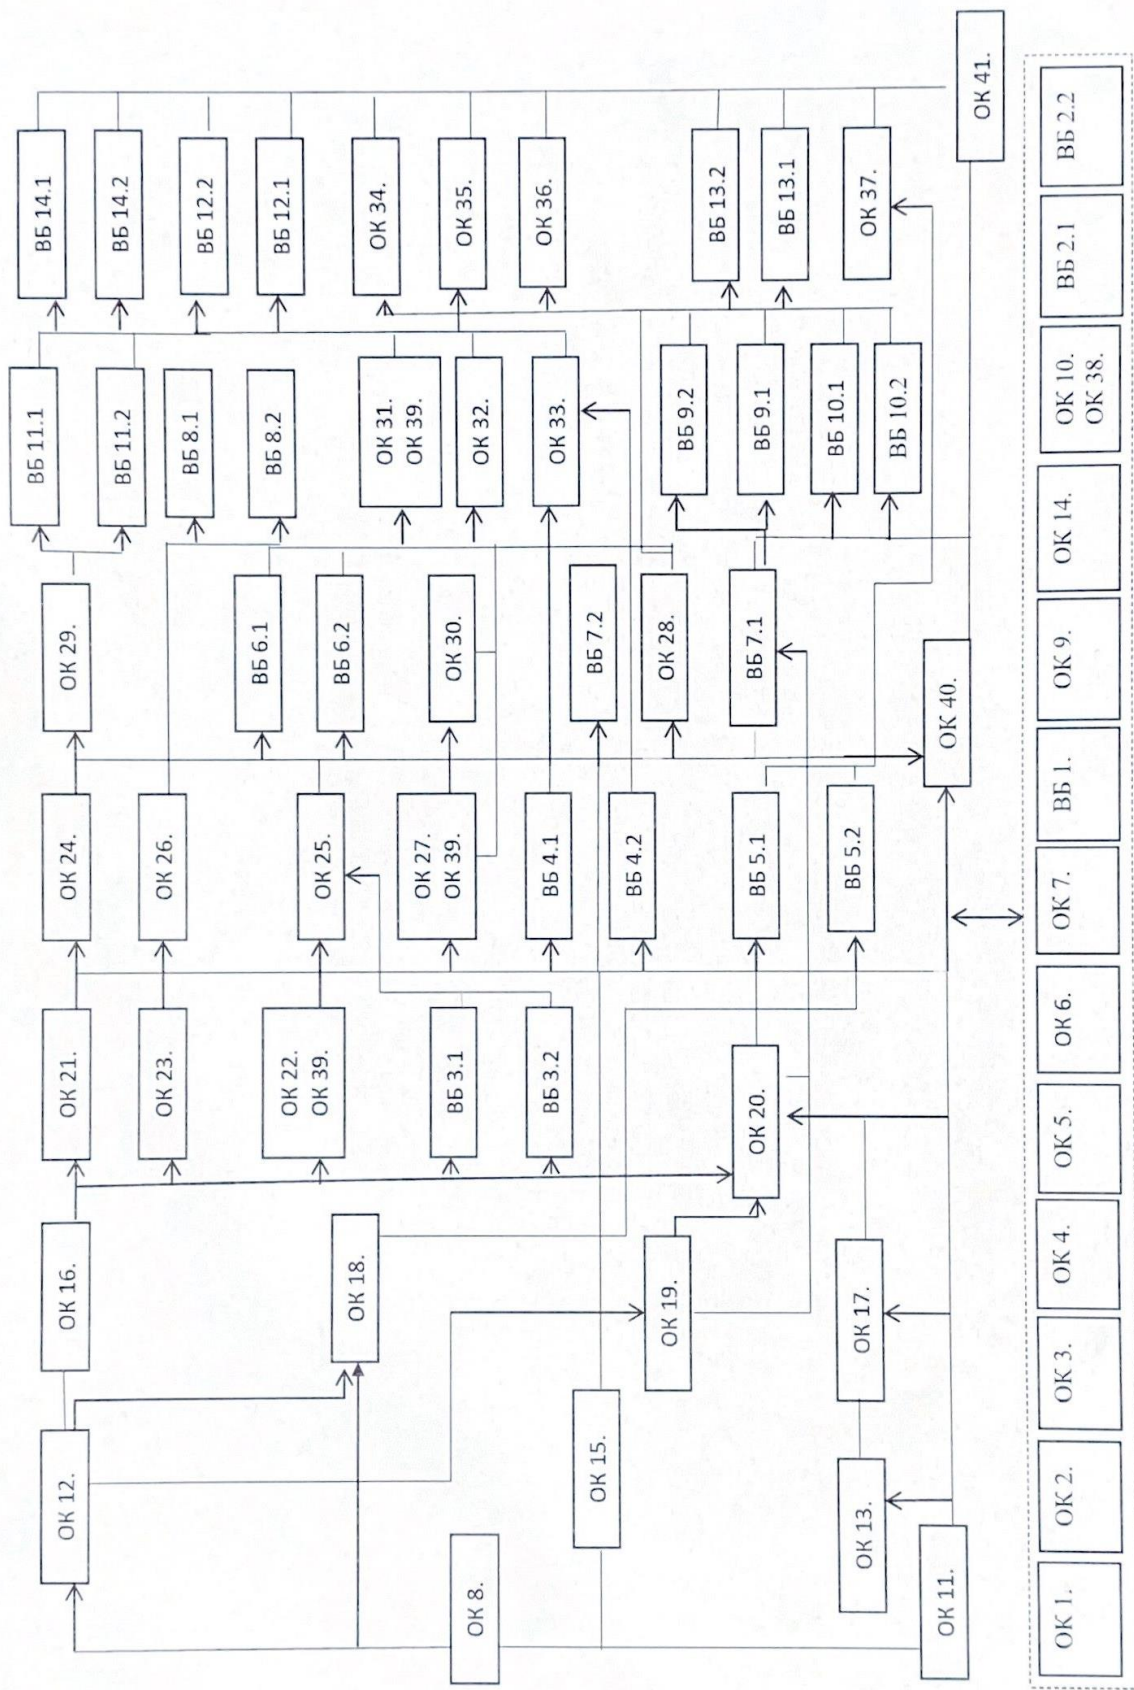 ОК 12.
ОК 16.
ОК 21.
ОК 24.
ОК 29.
ВБ 11.1
ВБ 14.1
ВБ 11.2
ВБ 14.2
ОК 23.
ОК 26.
ВБ 8.1
ВБ 12.2
ВБ 6.1
ВБ 8.2
ВБ 12.1
ОК 8.
ОК 18.
ОК 22.
ОК 39.
ОК 25.
ВБ 6.2
ОК 31.
ОК 39.
ОК 34.
ВБ 3.1
ОК 27.
ОК 39.
ОК 30.
ОК 32.
ОК 35.
ВБ 3.2
ВБ 4.1
ВБ 7.2
ОК 33.
ОК 36.
ОК 15.
ОК 19.
ВБ 4.2
ОК 28.
ВБ 9.2
ВБ 13.2
ОК 20.
ВБ 5.1
ВБ 7.1
ВБ 9.1
ВБ 13.1
ОК 13.
ОК 17.
ВБ 5.2
ВБ 10.1
ОК 37.
ВБ 10.2
ОК 11.
ОК 40.
ОК 41.
ОК 1.
ОК 2.
ОК 3.
ОК 4.
ОК 5.
ОК 6.
ОК 7.
ВБ 1.
ОК 9.
ОК 14.
ОК 10.
ОК 38.
ВБ 2.1
ВБ 2.2